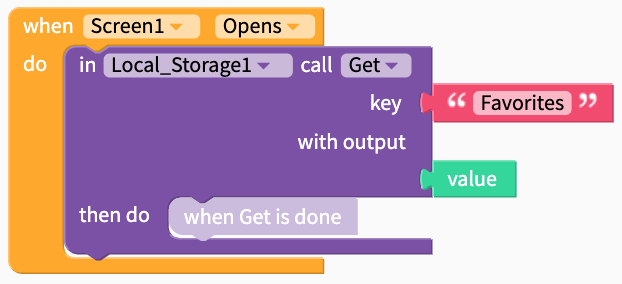 when Screen1 Opens
do in Local_Storage1 call Get
key “ Favorites ”
with output
value
then do when Get is done